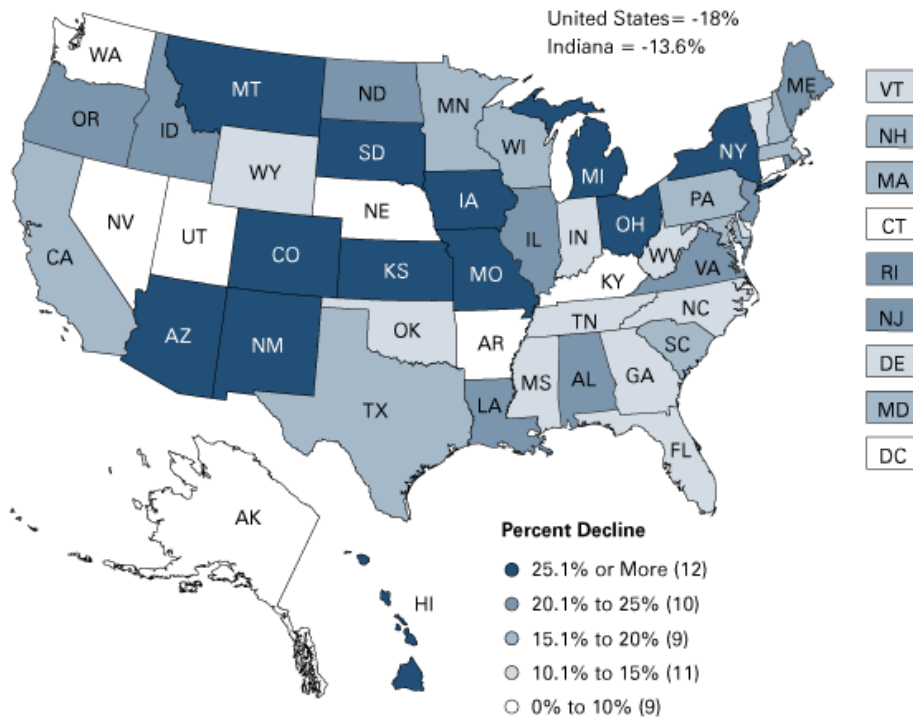 United States= -18%
Indiana = -13.6%
WA
MT
ND
MN
ME
VT
OR
ID
SD
WI
NY
NH
WY
MI
MA
IA
PA
NE
NV
OH
CT
UT
IL
IN
CA
CO
WV
RI
KS
MO
VA
KY
NJ
NC
TN
OK
AZ
NM
AR
SC
DE
MS
AL
GA
MD
LA
TX
FL
DC
AK
Percent Decline
25.1% or More (12)
20.1% to 25% (10)
HI
15.1% to 20% (9)
10.1% to 15% (11)
0% to 10% (9)